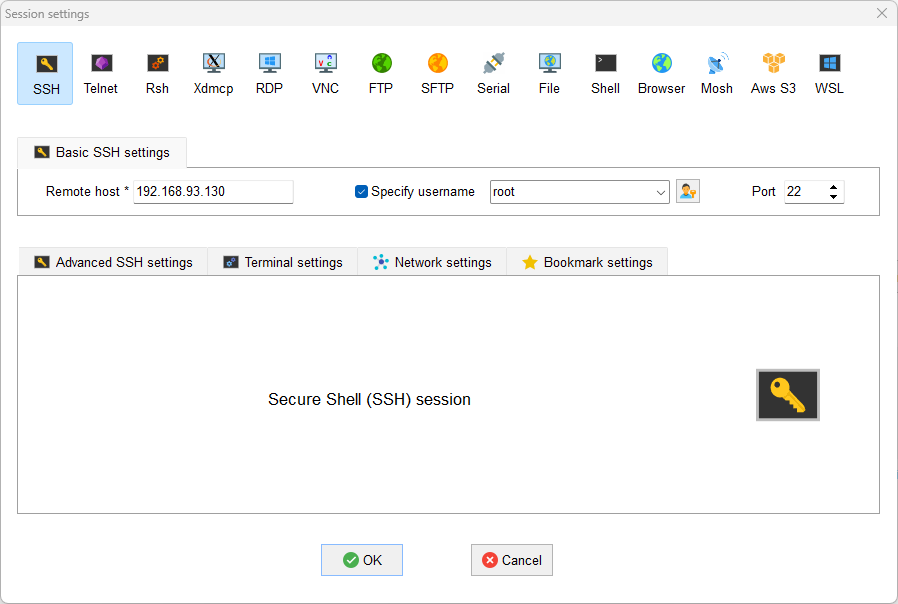 Session settings
SSH Telnet Rsh Xdmcp RDP VNC FTP SFTP Serial File Shell Browser Mosh Aws S3 WSL
Basic SSH settings
Remote host * 192.168.93.130 Specify username root Port 22
Advanced SSH settings Terminal settings Network settings Bookmark settings
Secure Shell (SSH) session
OK Cancel